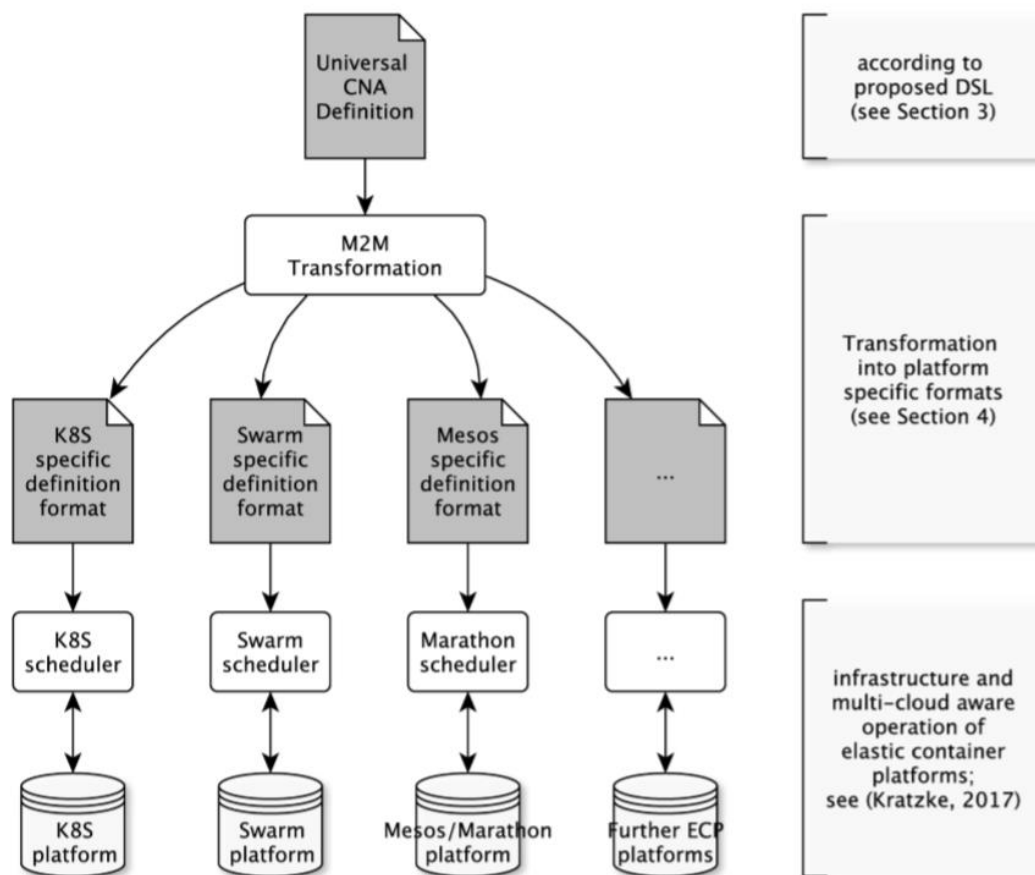 Universal
CNA
Definition
according to
proposed DSL
(see Section 3)
M2M
Transformation
Transformation
into platform
specific formats
(see Section 4)
K8S
specific
definition
format
Swarm
specific
definition
format
Mesos
specific
definition
format
...
K8S
scheduler
Swarm
scheduler
Marathon
scheduler
...
infrastructure and
multi-cloud aware
operation of
elastic container
platforms;
see (Kratzke, 2017)
K8S
platform
Swarm
platform
Mesos/Marathon
platform
Further ECP
platforms